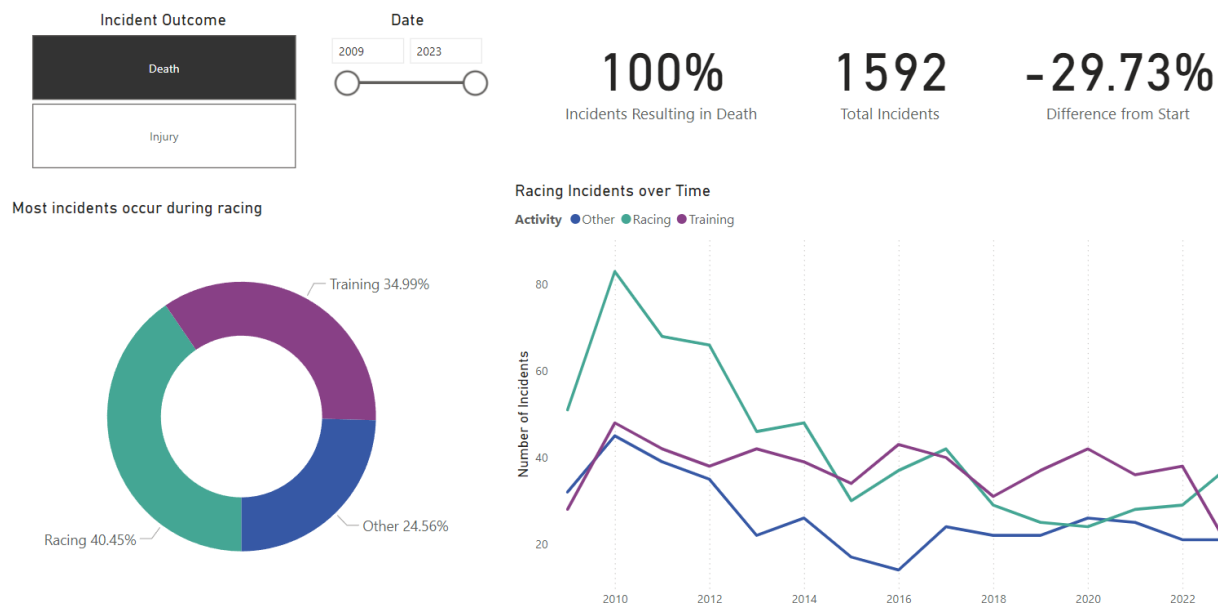 Incident Outcome
Death
Injury
Date
2009 2023
100%
Incidents Resulting in Death
1592
Total Incidents
-29.73%
Difference from Start
Most incidents occur during racing
Training 34.99%
Other 24.56%
Racing 40.45%
Racing Incidents over Time
Activity Other Racing Training
Number of Incidents
80
60
40
20
2010 2012 2014 2016 2018 2020 2022